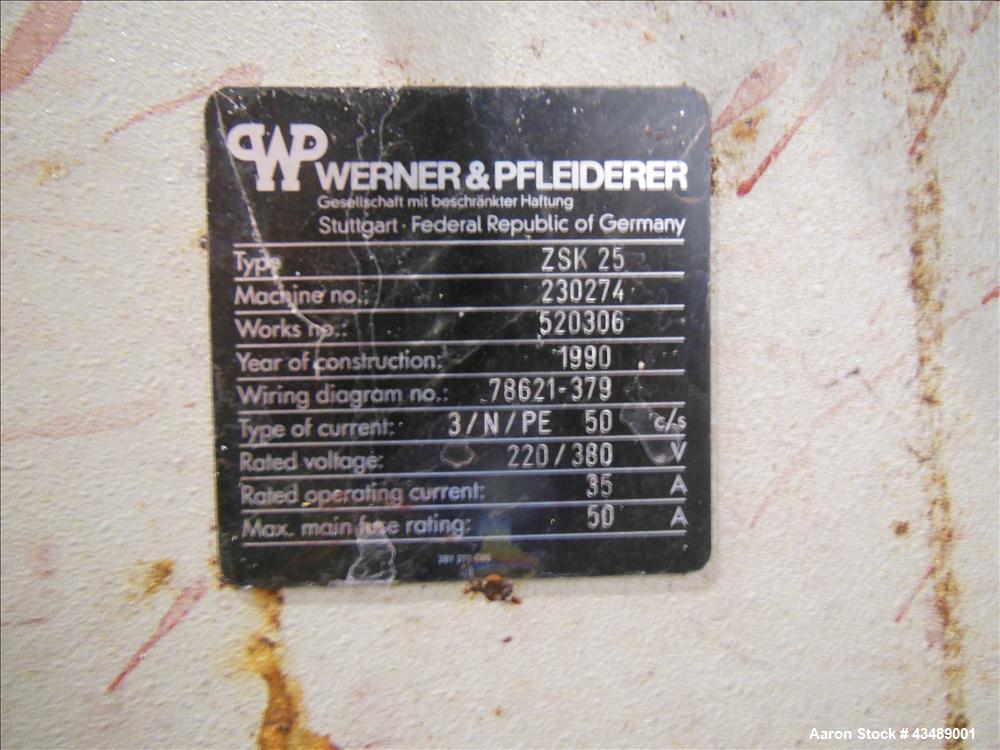 WP WERNER & PFLEIDERER
Gesellschaft mit beschränkter Haftung
Stuttgart · Federal Republic of Germany
Type ZSK 25
Machine no.: 230274
Works no.: 520306
Year of construction: 1990
Wiring diagram no.: 78621-379
Type of current: 3/N/PE 50 c/s
Rated voltage: 220/380 V
Rated operating current: 35 A
Max. main fuse rating: 50 A
Aaron Stock # 43489001